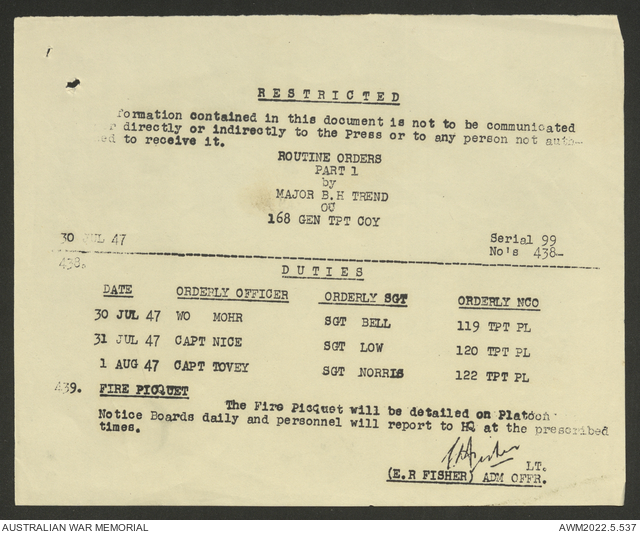 RESTRICTED
formation contained in this document is not to be communicated
r directly or indirectly to the Press or to any person not auth-
ed to receive it.
ROUTINE ORDERS
PART 1
by
MAJOR B.H TREND
OC
168 GEN TPT COY
30 JUL 47 Serial 99
No's 438-
438.
DUTIES
DATE ORDERLY OFFICER ORDERLY SGT ORDERLY NCO
30 JUL 47 WO MOHR SGT BELL 119 TPT PL
31 JUL 47 CAPT NICE SGT LOW 120 TPT PL
1 AUG 47 CAPT TOVEY SGT NORRIS 122 TPT PL
439. FIRE PICQUET
The Fire Picquet will be detailed on Platoon
Notice Boards daily and personnel will report to HQ at the prescribed
times.
LT.
(E.R FISHER) ADM OFFR.
AUSTRALIAN WAR MEMORIAL AWM2022.5.537